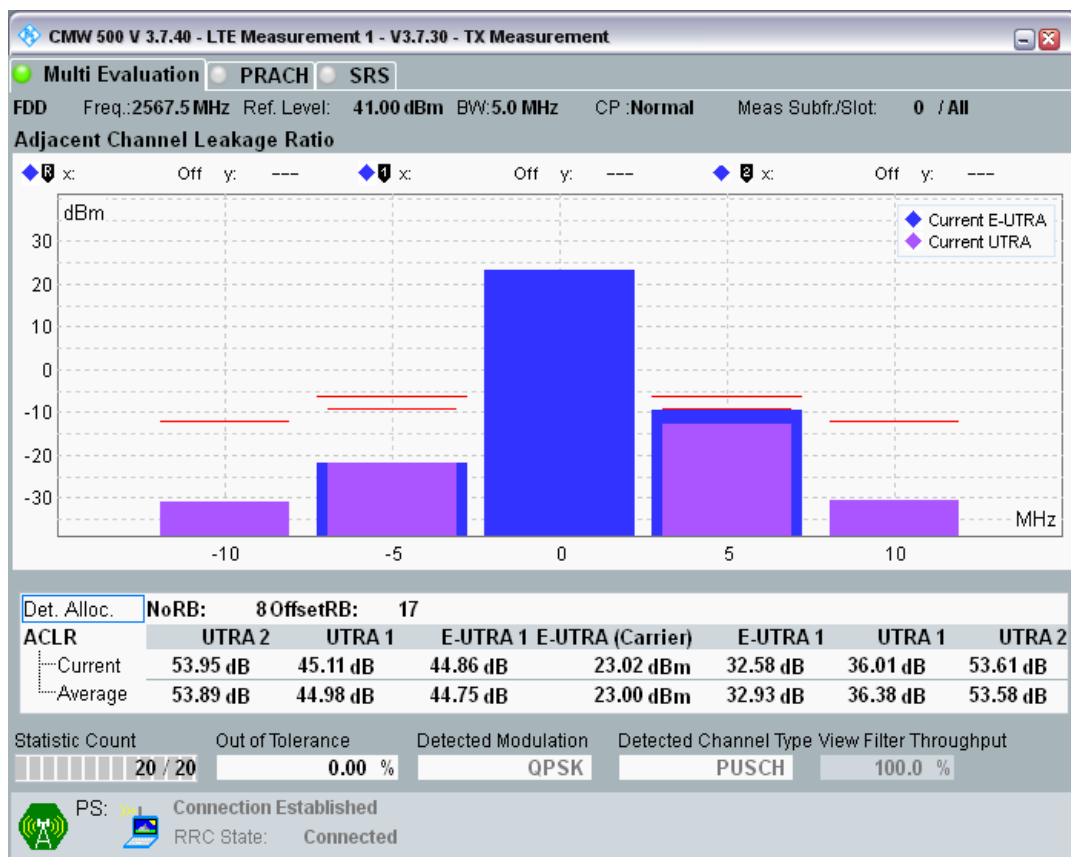 CMW 500 V 3.7.40 - LTE Measurement 1 - V3.7.30 - TX Measurement
Multi Evaluation PRACH SRS
FDD Freq.:2567.5 MHz Ref. Level: 41.00 dBm BW:5.0 MHz CP :Normal Meas Subfr./Slot: 0 / All
Adjacent Channel Leakage Ratio
R x: Off y: --- 1 x: Off y: --- 2 x: Off y: ---
dBm
Current E-UTRA
Current UTRA
30
20
10
0
-10
-20
-30
MHz
-10 -5 0 5 10
Det. Alloc. NoRB: 8 OffsetRB: 17
ACLR UTRA 2 UTRA 1 E-UTRA 1 E-UTRA (Carrier) E-UTRA 1 UTRA 1 UTRA 2
Current 53.95 dB 45.11 dB 44.86 dB 23.02 dBm 32.58 dB 36.01 dB 53.61 dB
Average 53.89 dB 44.98 dB 44.75 dB 23.00 dBm 32.93 dB 36.38 dB 53.58 dB
Statistic Count Out of Tolerance Detected Modulation Detected Channel Type View Filter Throughput
20 / 20 0.00 % QPSK PUSCH 100.0 %
PS: Connection Established
RRC State: Connected